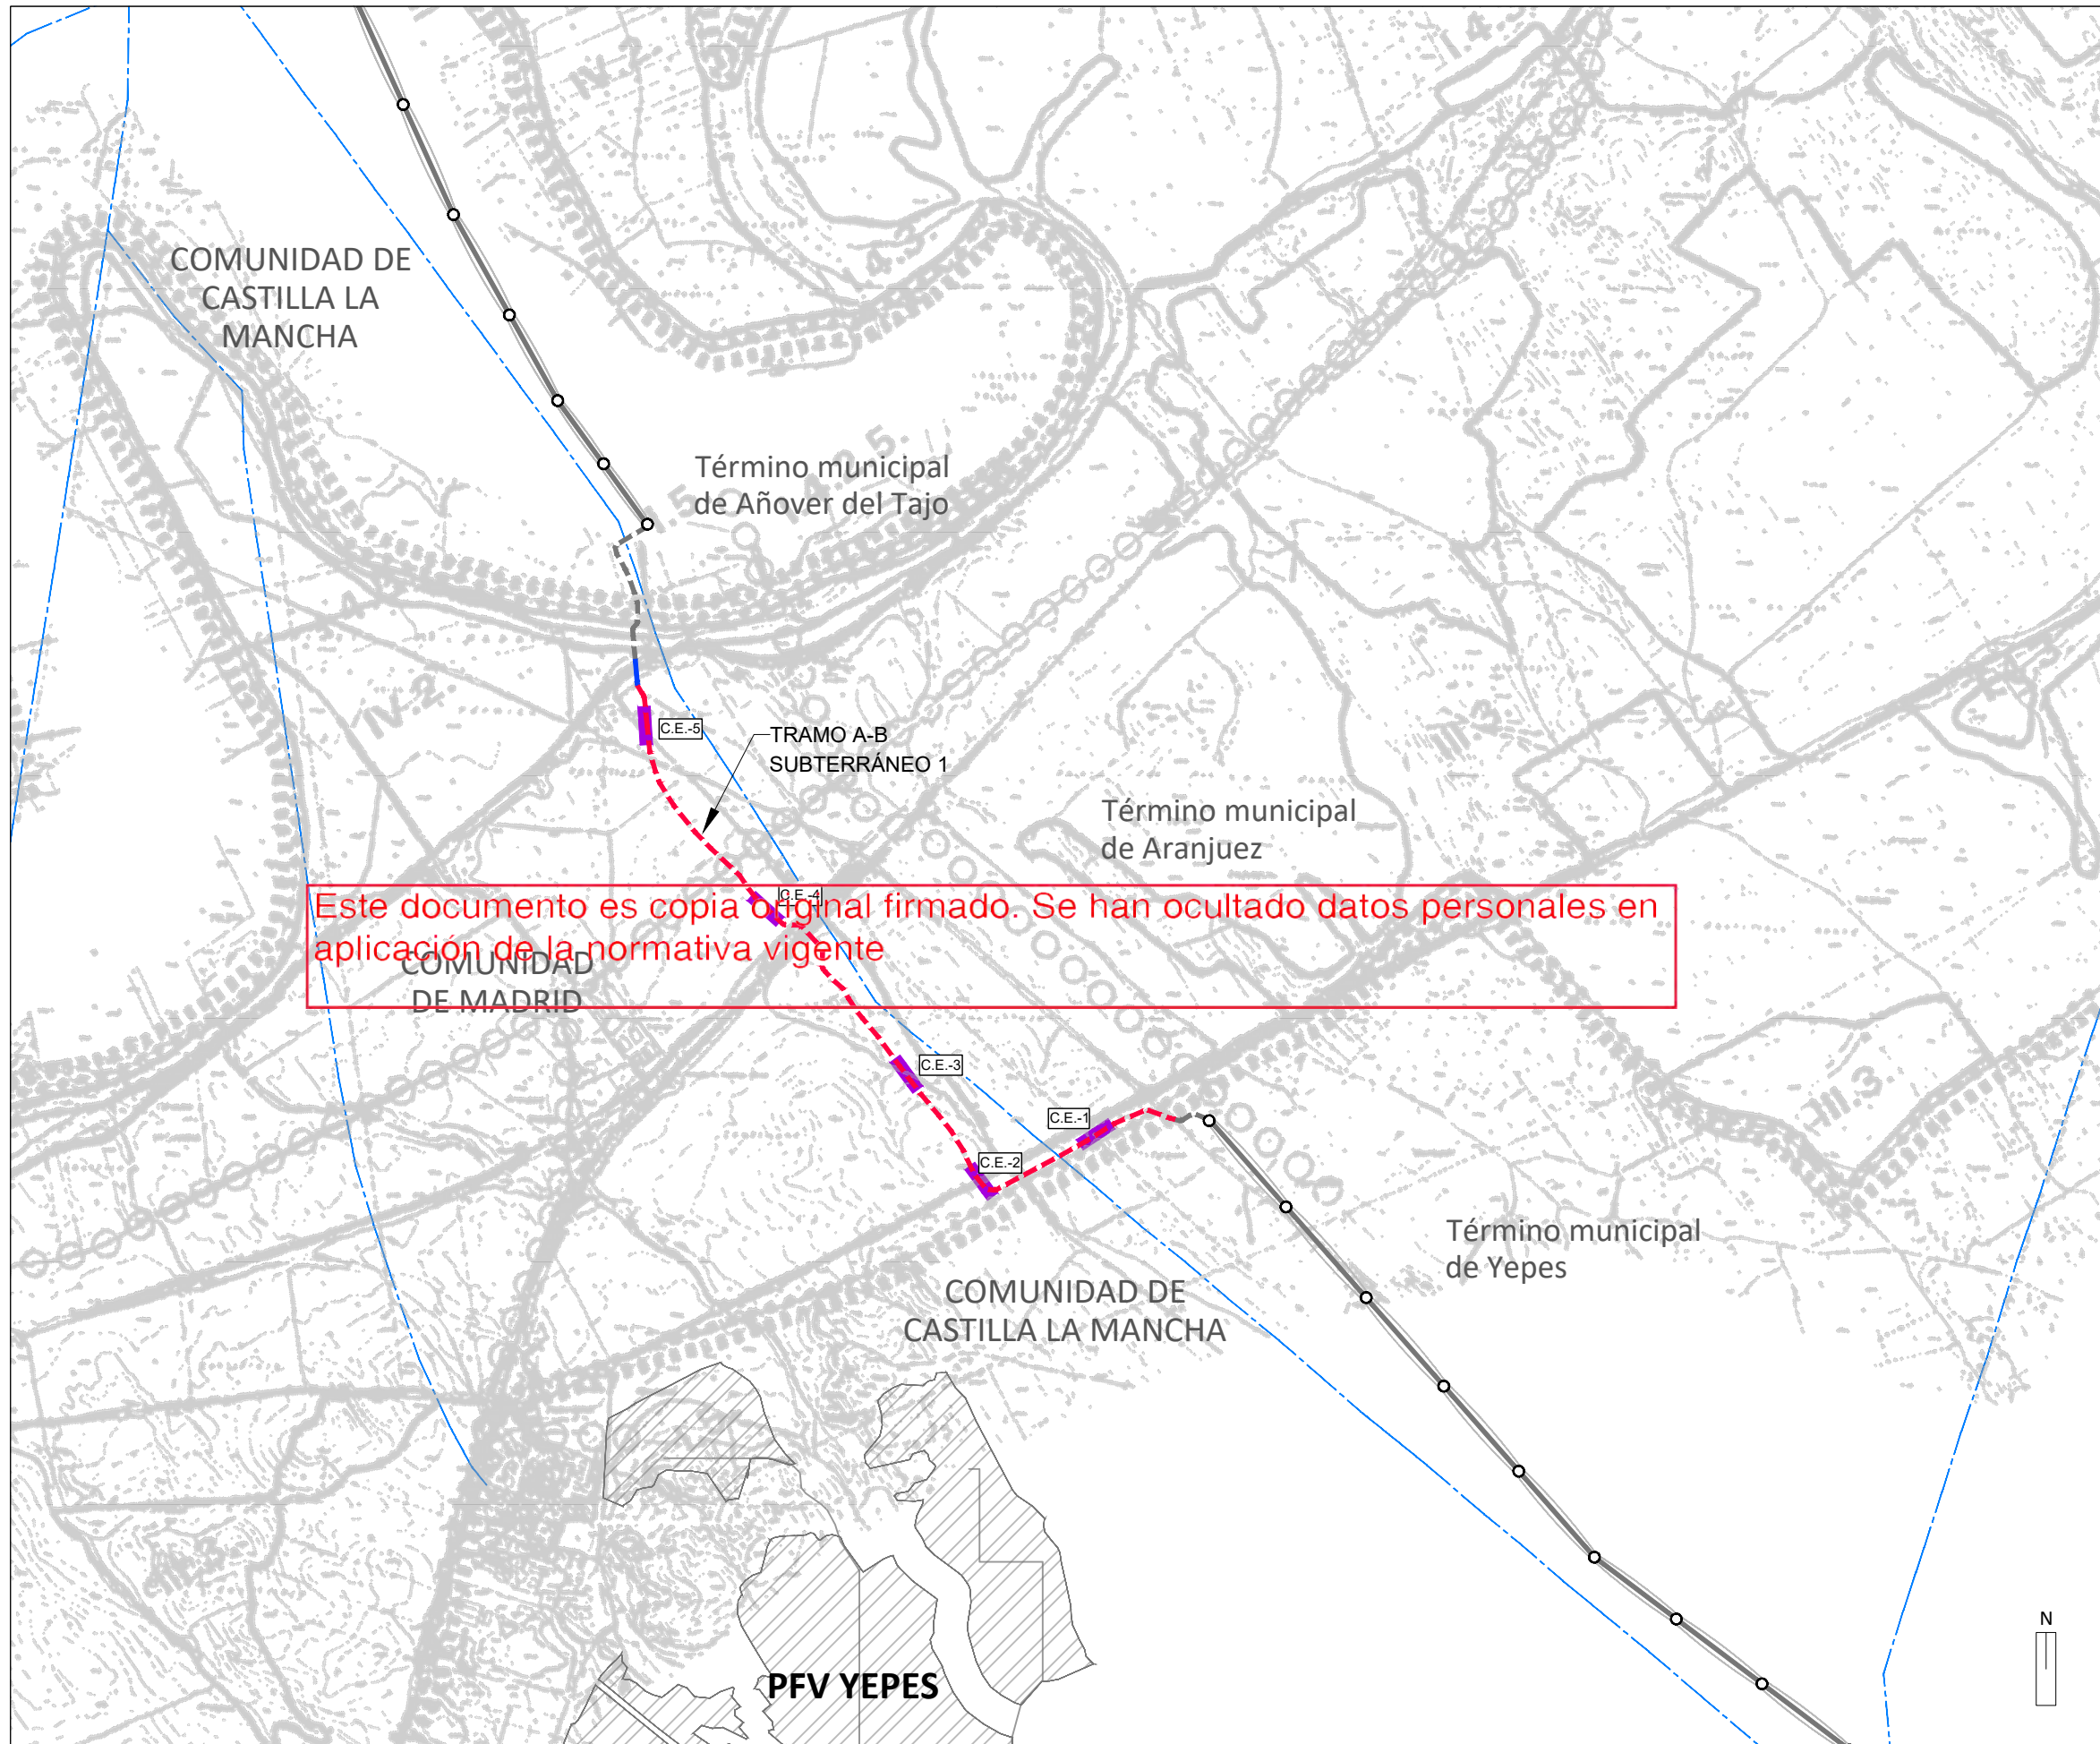 COMUNIDAD DE
CASTILLA LA
MANCHA
Término municipal
de Añover del Tajo
C.E.-5
TRAMO A-B
SUBTERRÁNEO 1
Término municipal
de Aranjuez
C.E.-4
Este documento es copia original firmado. Se han ocultado datos personales en
aplicación de la normativa vigente
COMUNIDAD
DE MADRID
C.E.-3
C.E.-1
C.E.-2
Término municipal
de Yepes
COMUNIDAD DE
CASTILLA LA MANCHA
PFV YEPES
N